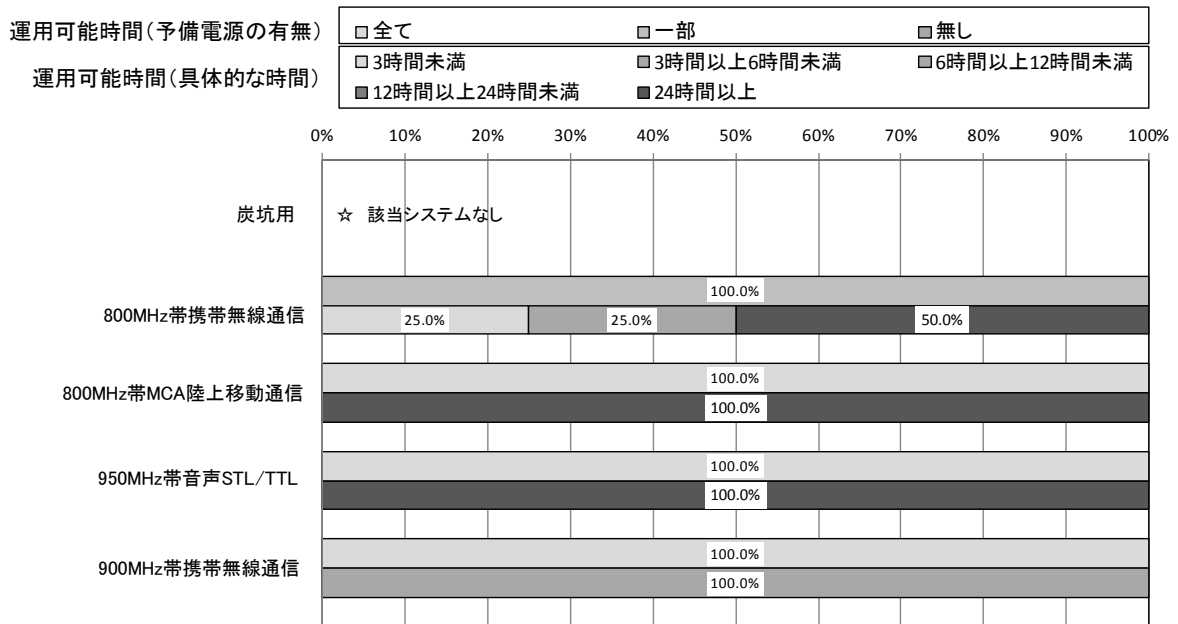 運用可能時間(予備電源の有無) □全て □一部 ■無し
運用可能時間(具体的な時間) □3時間未満 ■3時間以上6時間未満 ■6時間以上12時間未満
■12時間以上24時間未満 ■24時間以上
0% 10% 20% 30% 40% 50% 60% 70% 80% 90% 100%
炭坑用 ☆ 該当システムなし
100.0%
800MHz帯携帯無線通信
25.0% 25.0% 50.0%
100.0%
800MHz帯MCA陸上移動通信
100.0%
100.0%
950MHz帯音声STL/TTL
100.0%
100.0%
900MHz帯携帯無線通信
100.0%